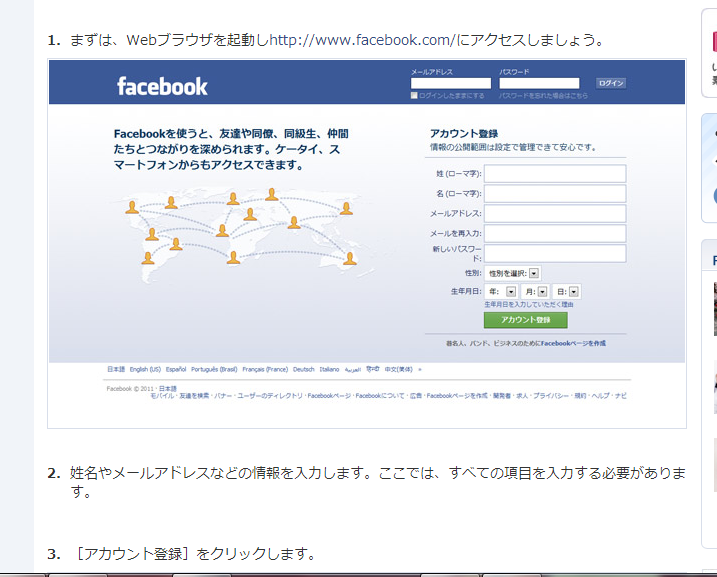 1. まずは、Webブラウザを起動しhttp://www.facebook.com/にアクセスしましょう。
facebook
メールアドレス
パスワード
ログイン
ログインしたままにする
パスワードを忘れた場合はこちら
Facebookを使うと、友達や同僚、同級生、仲間
たちとつながりを深められます。ケータイ、ス
マートフォンからもアクセスできます。
アカウント登録
情報の公開範囲は設定で管理できて安心です。
姓 (ローマ字):
名 (ローマ字):
メールアドレス:
メールを再入力:
新しいパスワー
ド:
性別: 性別を選択:
生年月日: 年: 月: 日:
生年月日を入力していただく理由
アカウント登録
著名人、バンド、ビジネスのためにFacebookページを作成
日本語 English (US) Español Português (Brasil) Français (France) Deutsch Italiano العربية हिन्दी 中文(简体) »
Facebook © 2011 · 日本語
モバイル · 友達を検索 · バナー · ユーザーのディレクトリ · Facebookページ · Facebookについて · 広告 · Facebookページを作成 · 開発者 · 求人 · プライバシー · 規約 · ヘルプ · ナビ
2. 姓名やメールアドレスなどの情報を入力します。ここでは、すべての項目を入力する必要がありま
す。
3. ［アカウント登録］をクリックします。